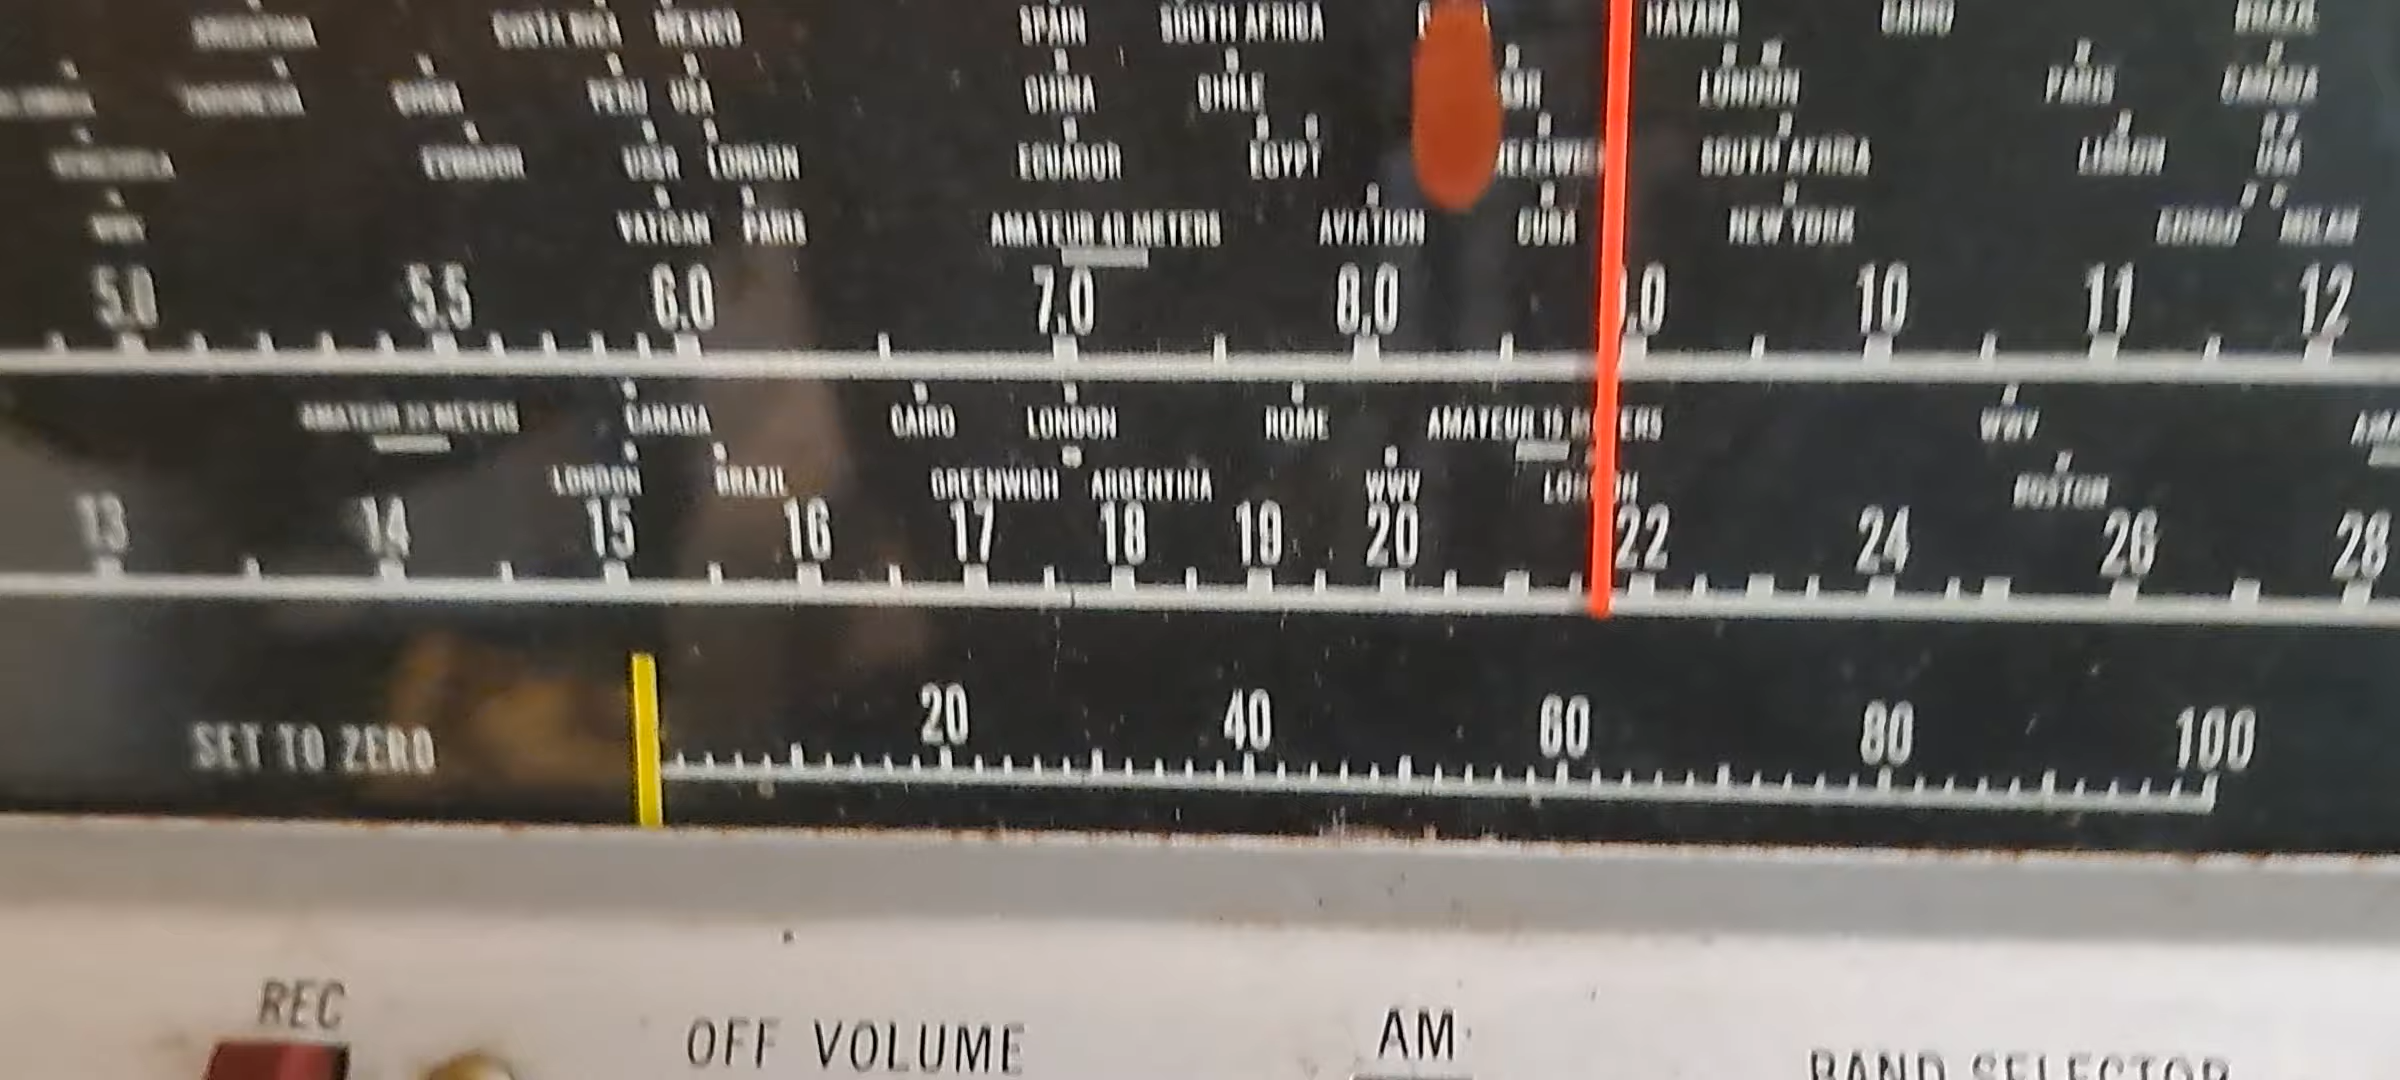 ARGENTINA COSTA RICA MEXICO SPAIN SOUTH AFRICA HAVANA CAIRO BRAZIL
INDONESIA CHINA PERU USA CHINA CHILE LONDON PARIS CANADA
VENEZUELA ECUADOR USSR LONDON ECUADOR EGYPT SOUTH AFRICA LISBON USA
VATICAN PARIS AMATEUR 40 METERS AVIATION CUBA NEW YORK CONGO MILAN
5.0 5.5 6.0 7.0 8.0 .0 10 11 12
AMATEUR 20 METERS CANADA CAIRO LONDON ROME AMATEUR 15 METERS WWV AMA
LONDON BRAZIL GREENWICH ARGENTINA WWV LONDON BOSTON
13 14 15 16 17 18 19 20 22 24 26 28
SET TO ZERO 20 40 60 80 100
REC OFF VOLUME AM BAND SELECTOR